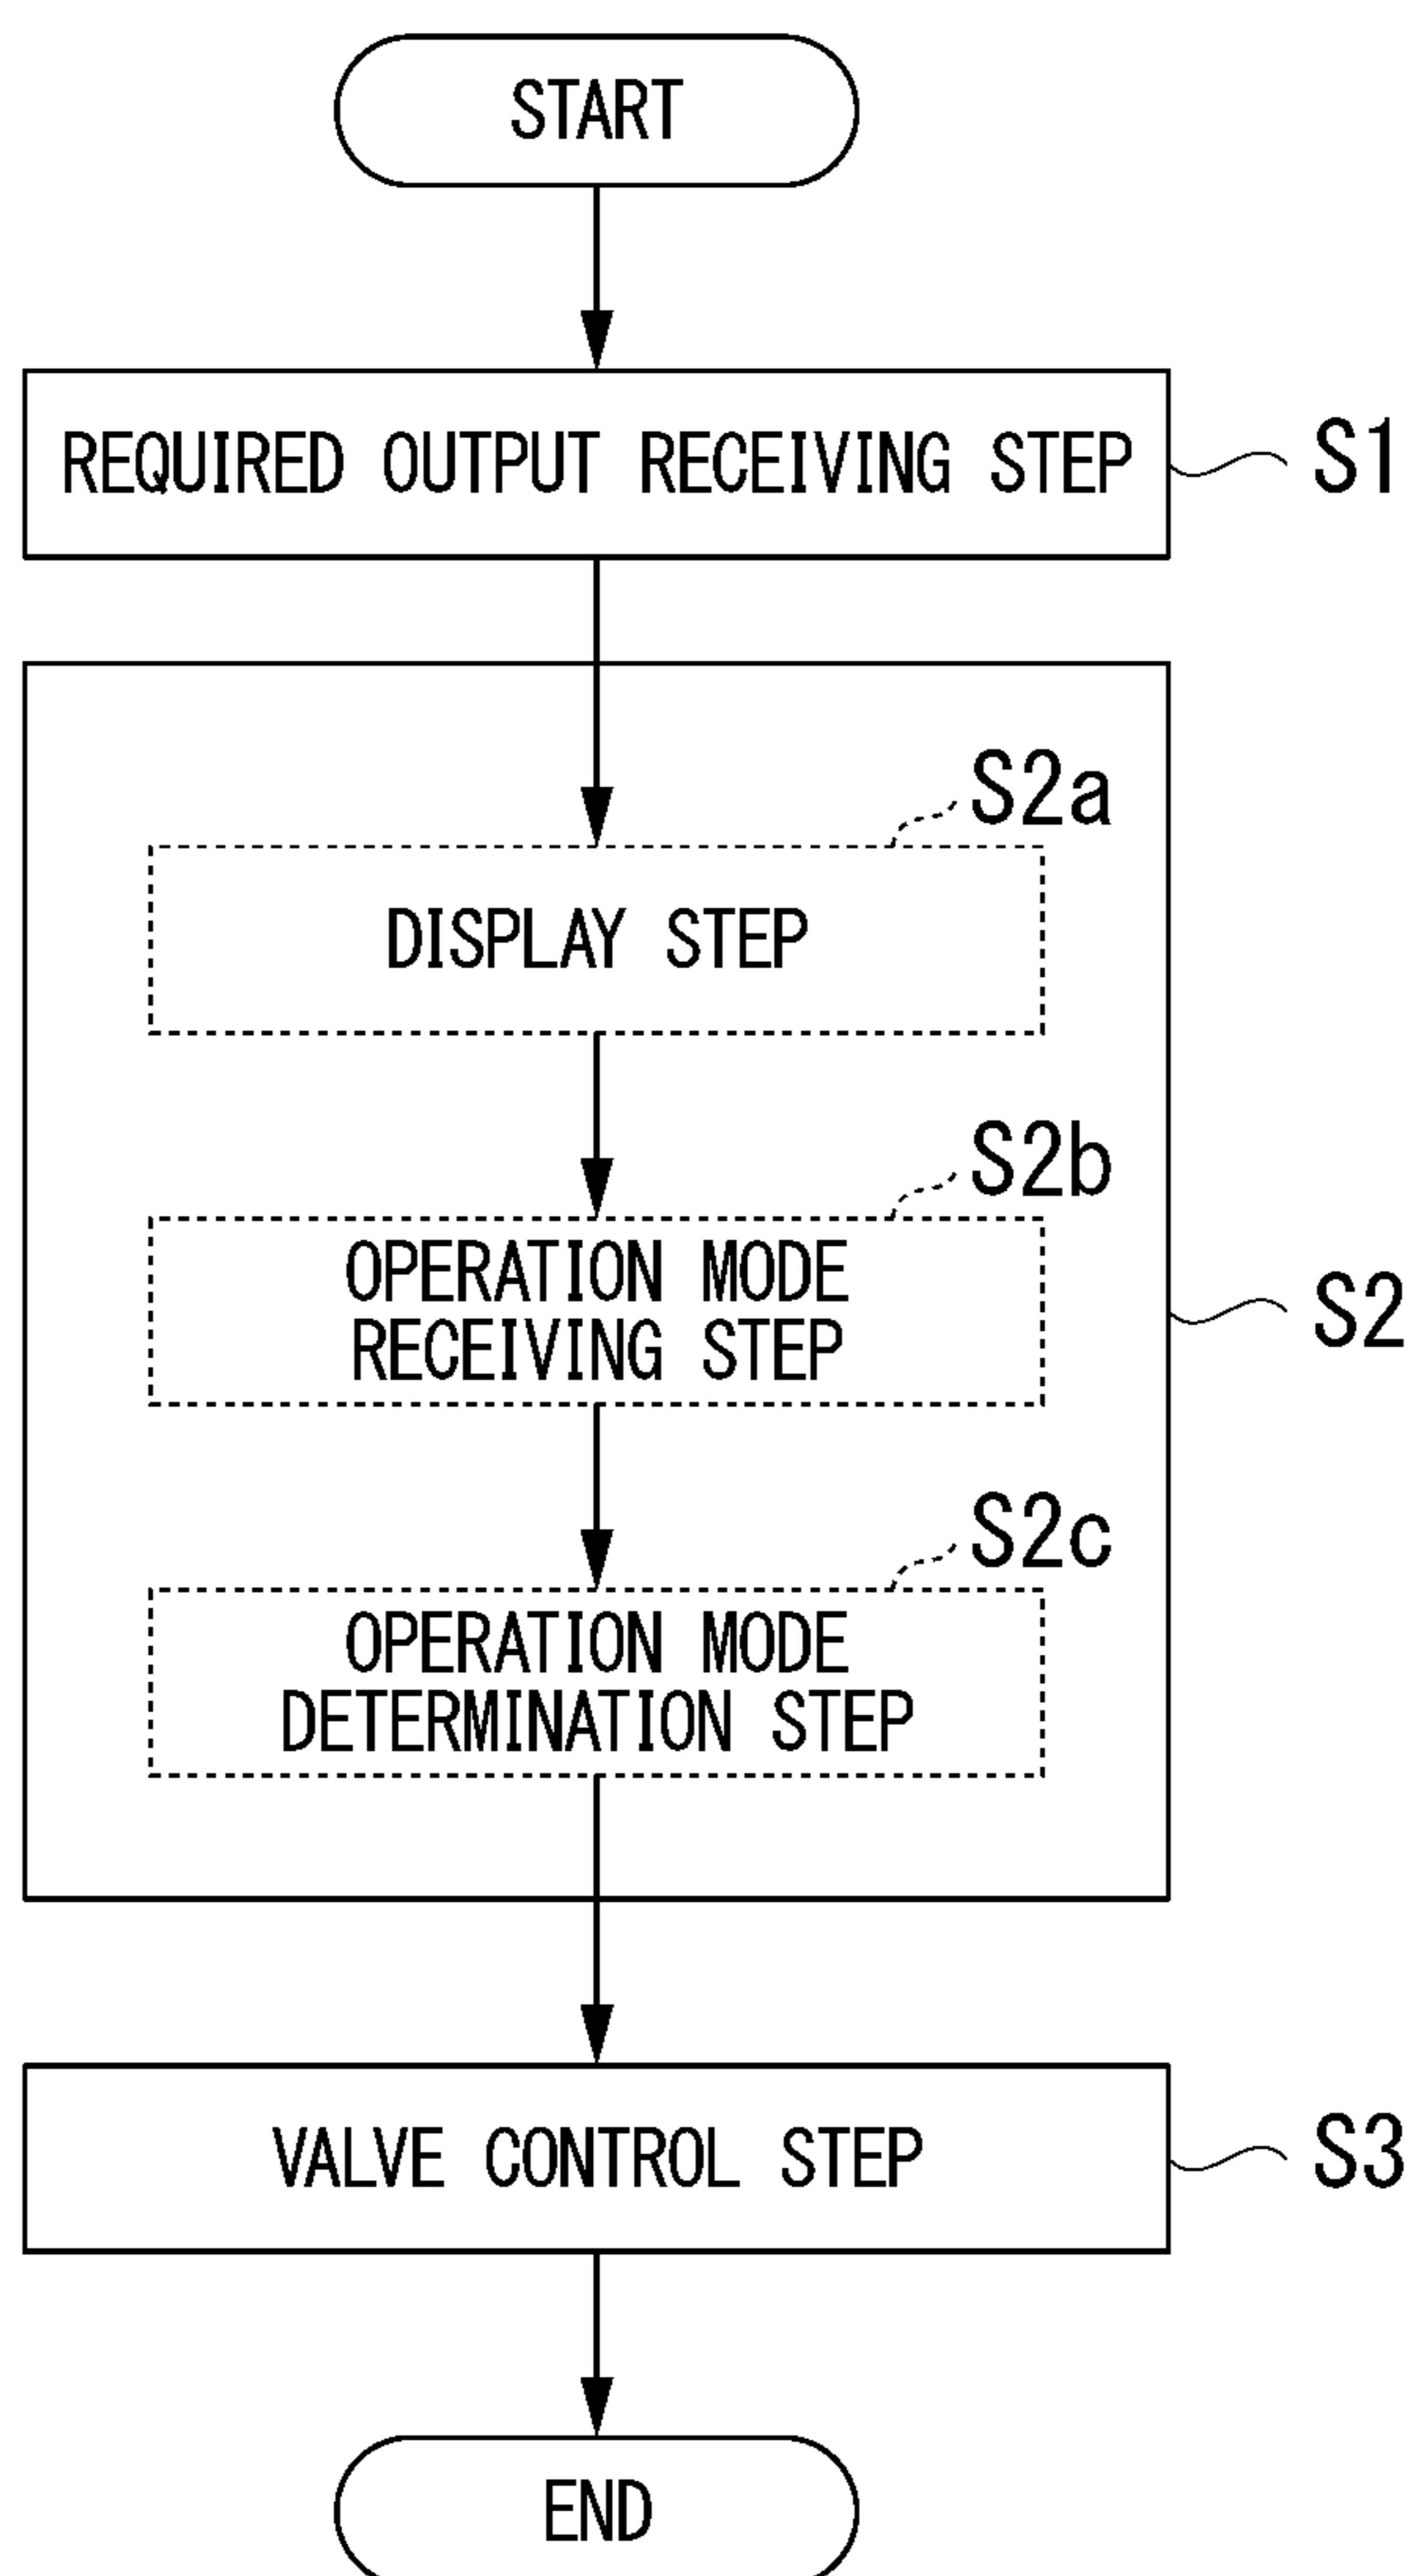 START
REQUIRED OUTPUT RECEIVING STEP
S1
S2a
DISPLAY STEP
S2b
OPERATION MODE
RECEIVING STEP
S2
S2c
OPERATION MODE
DETERMINATION STEP
VALVE CONTROL STEP
S3
END